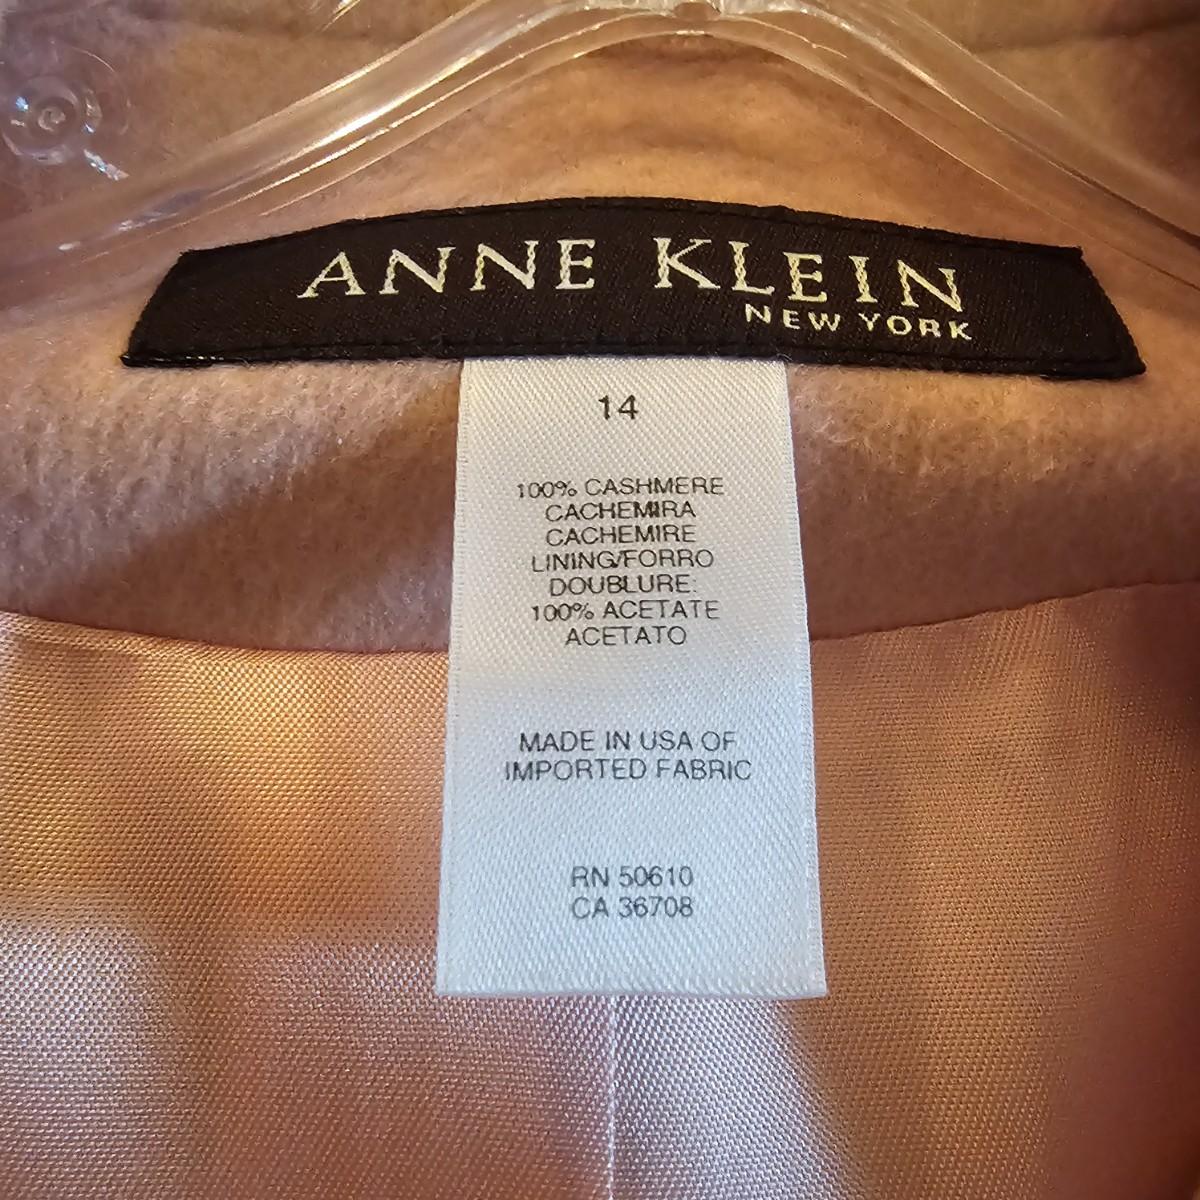 ANNE KLEIN
NEW YORK
14
100% CASHMERE
CACHEMIRA
CACHEMIRE
LINING/FORRO
DOUBLURE:
100% ACETATE
ACETATO
MADE IN USA OF
IMPORTED FABRIC
RN 50610
CA 36708